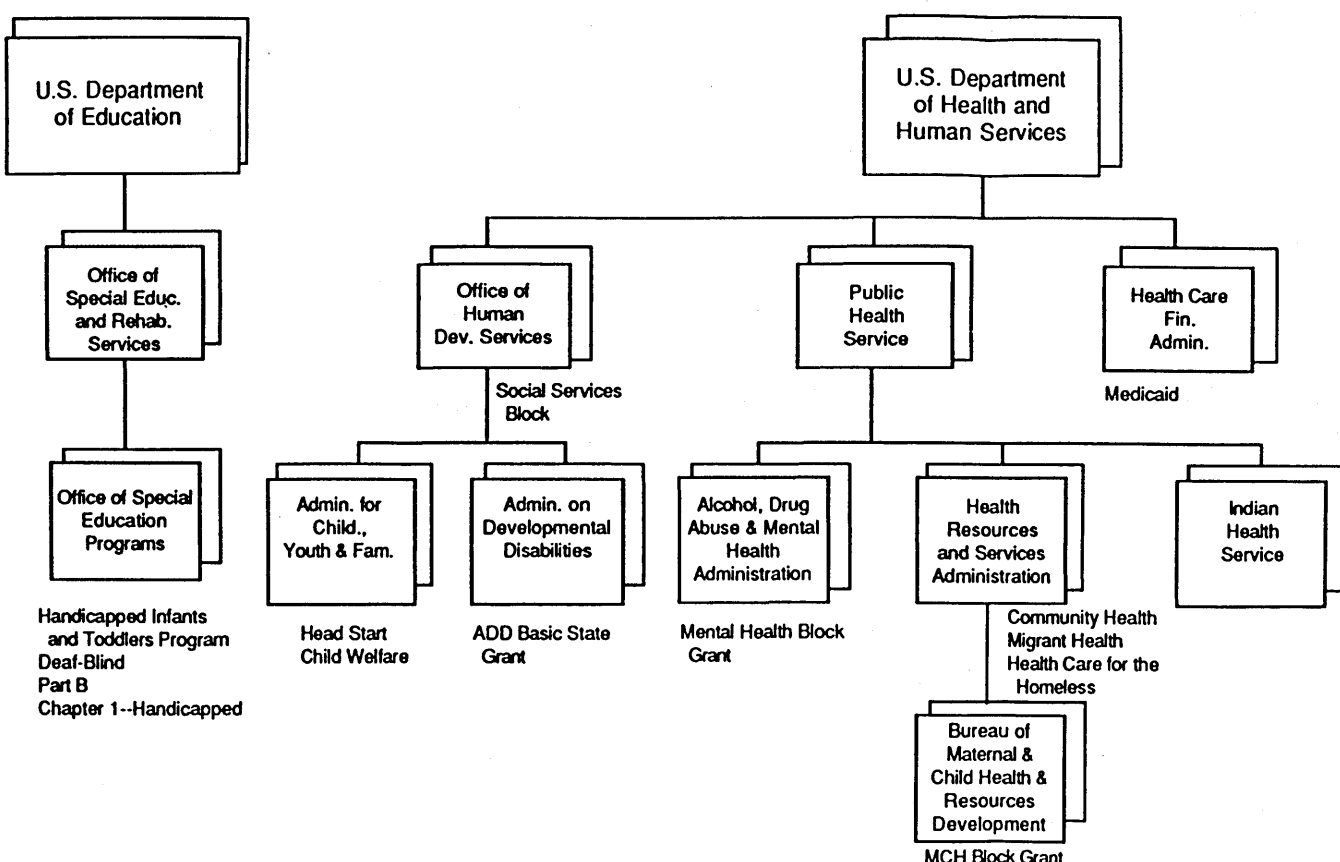 U.S. Department
of Education
U.S. Department
of Health and
Human Services
Office of
Special Educ.
and Rehab.
Services
Office of
Human
Dev. Services
Public
Health
Service
Health Care
Fin.
Admin.
Social Services
Block
Medicaid
Office of Special
Education
Programs
Admin. for
Child.,
Youth & Fam.
Admin. on
Developmental
Disabilities
Alcohol, Drug
Abuse & Mental
Health
Administration
Health
Resources
and Services
Administration
Indian
Health
Service
Handicapped Infants
and Toddlers Program
Deaf-Blind
Part B
Chapter 1--Handicapped
Head Start
Child Welfare
ADD Basic State
Grant
Mental Health Block
Grant
Community Health
Migrant Health
Health Care for the
Homeless
Bureau of
Maternal &
Child Health &
Resources
Development
MCH Block Grant